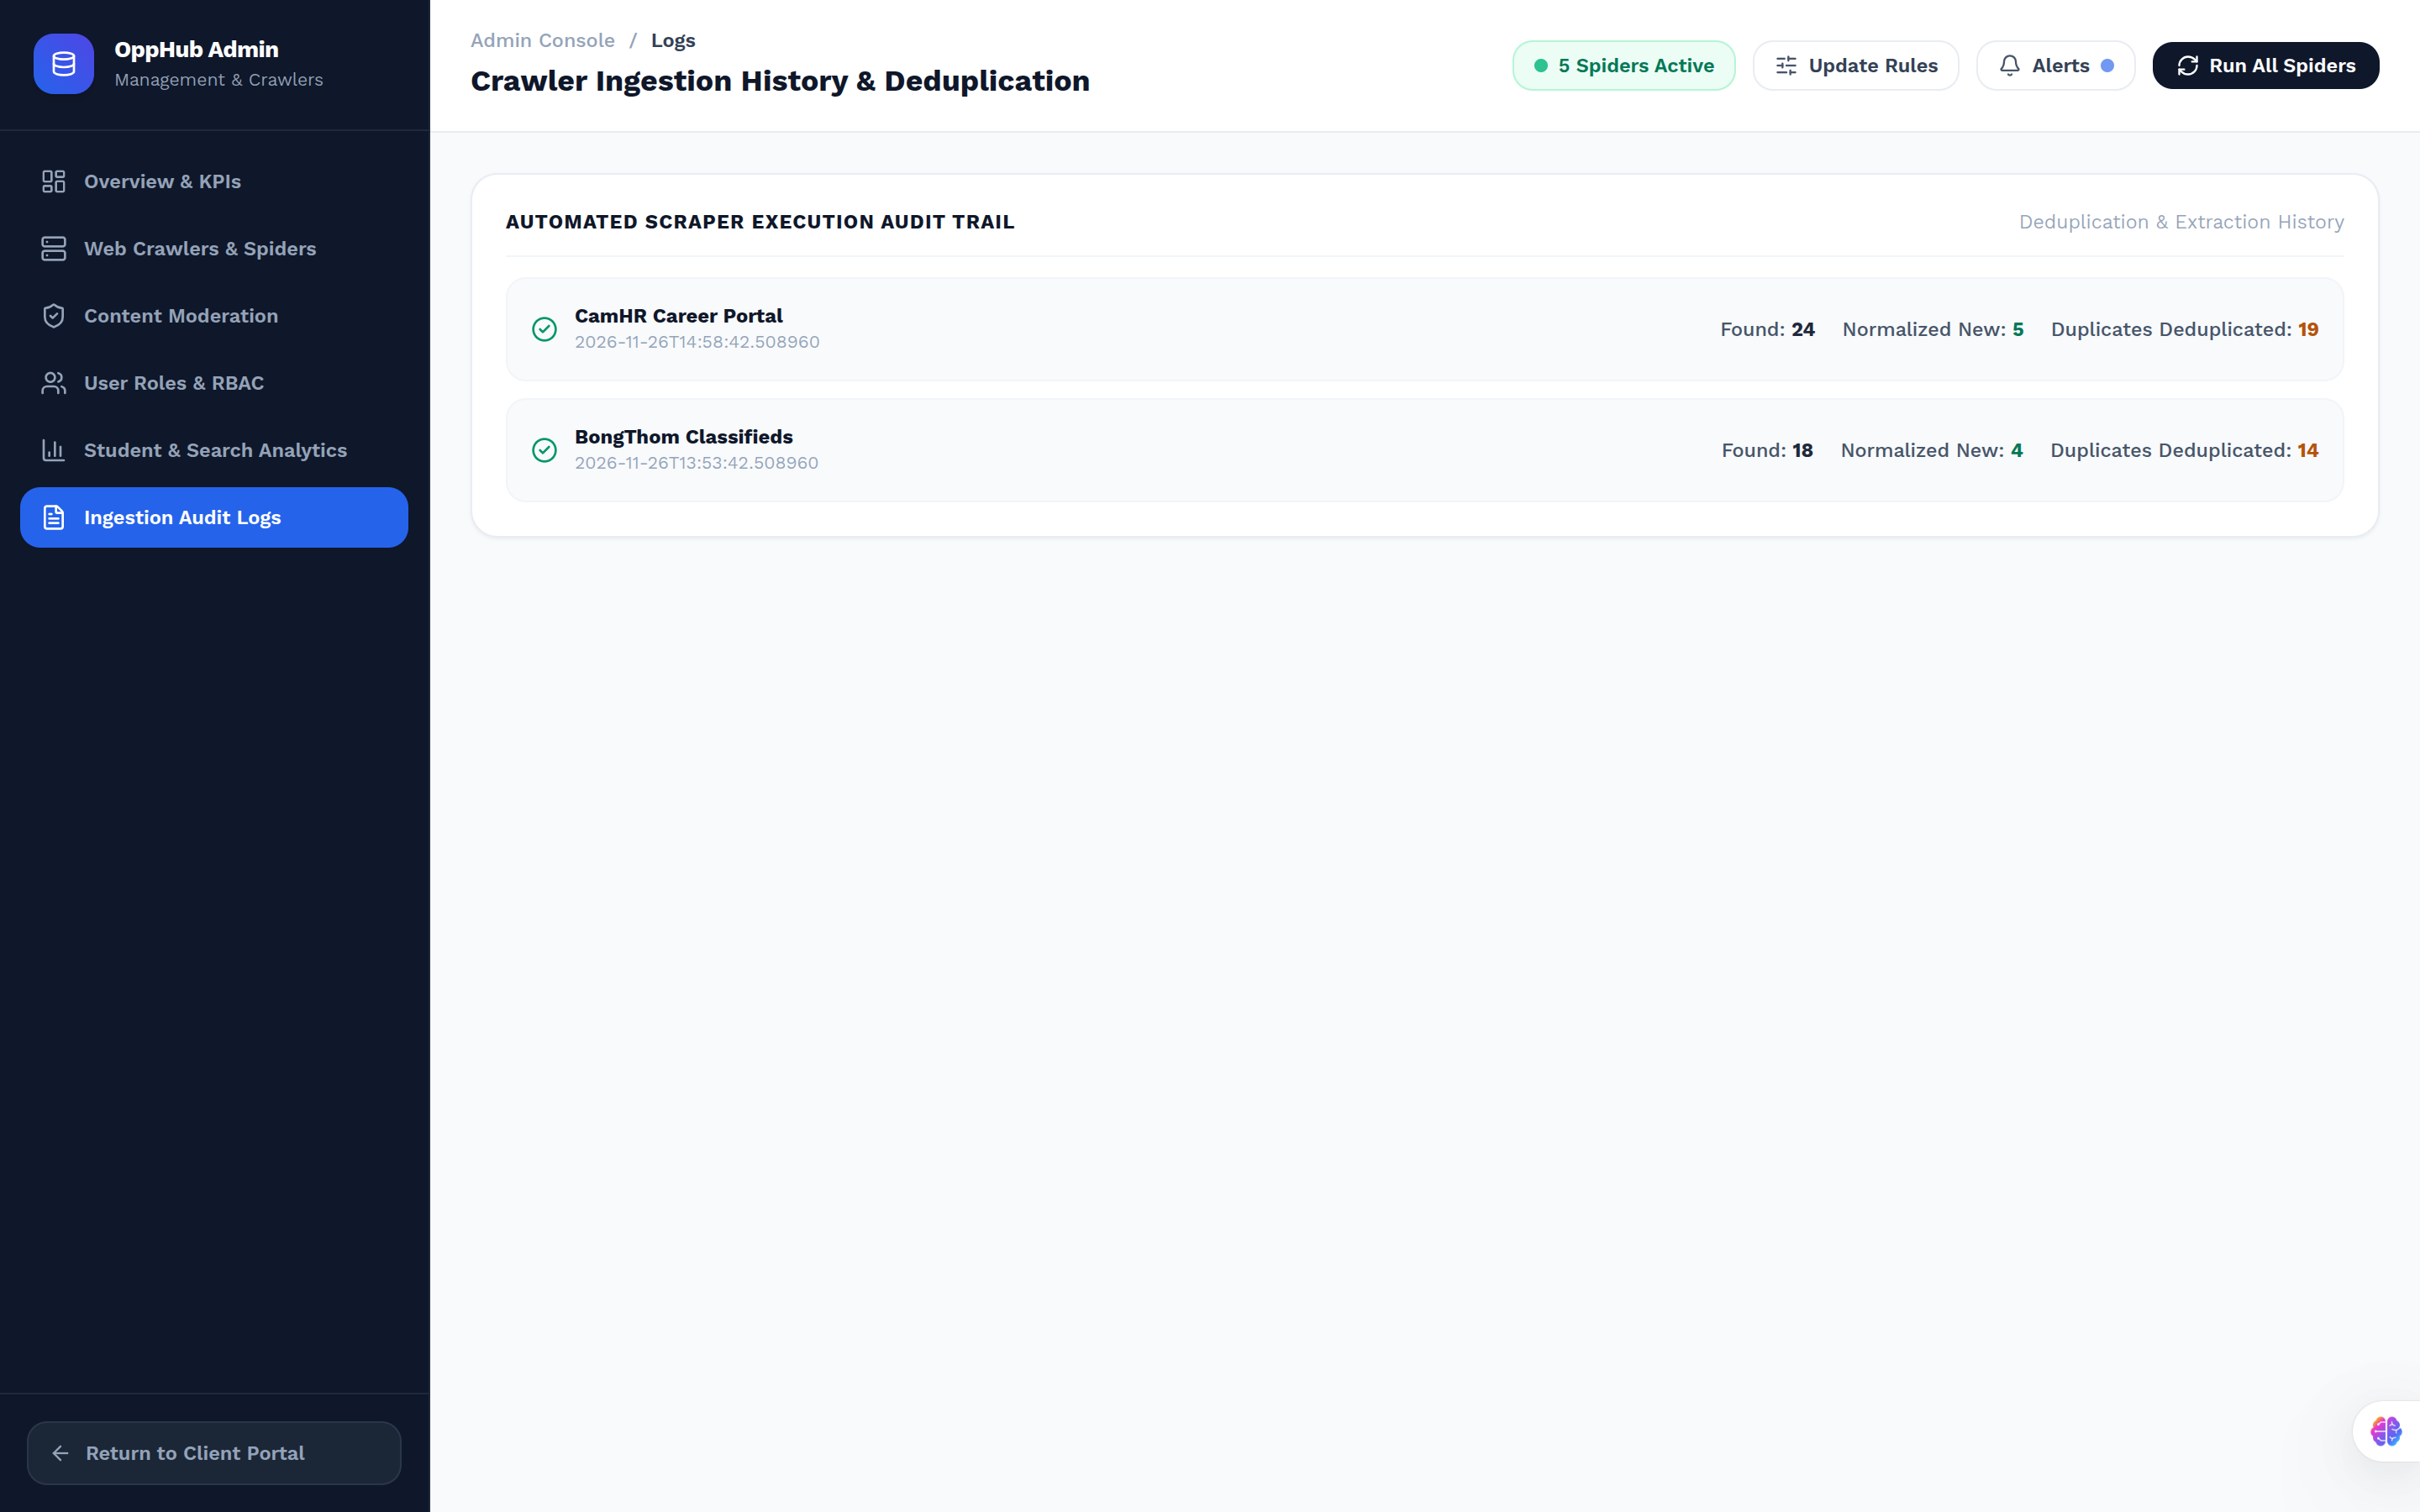 OppHub Admin
Management & Crawlers
Overview & KPIs
Web Crawlers & Spiders
Content Moderation
User Roles & RBAC
Student & Search Analytics
Ingestion Audit Logs
Return to Client Portal
Admin Console / Logs
Crawler Ingestion History & Deduplication
5 Spiders Active
Update Rules
Alerts
Run All Spiders
AUTOMATED SCRAPER EXECUTION AUDIT TRAIL
Deduplication & Extraction History
CamHR Career Portal
2026-11-26T14:58:42.508960
Found: 24 Normalized New: 5 Duplicates Deduplicated: 19
BongThom Classifieds
2026-11-26T13:53:42.508960
Found: 18 Normalized New: 4 Duplicates Deduplicated: 14